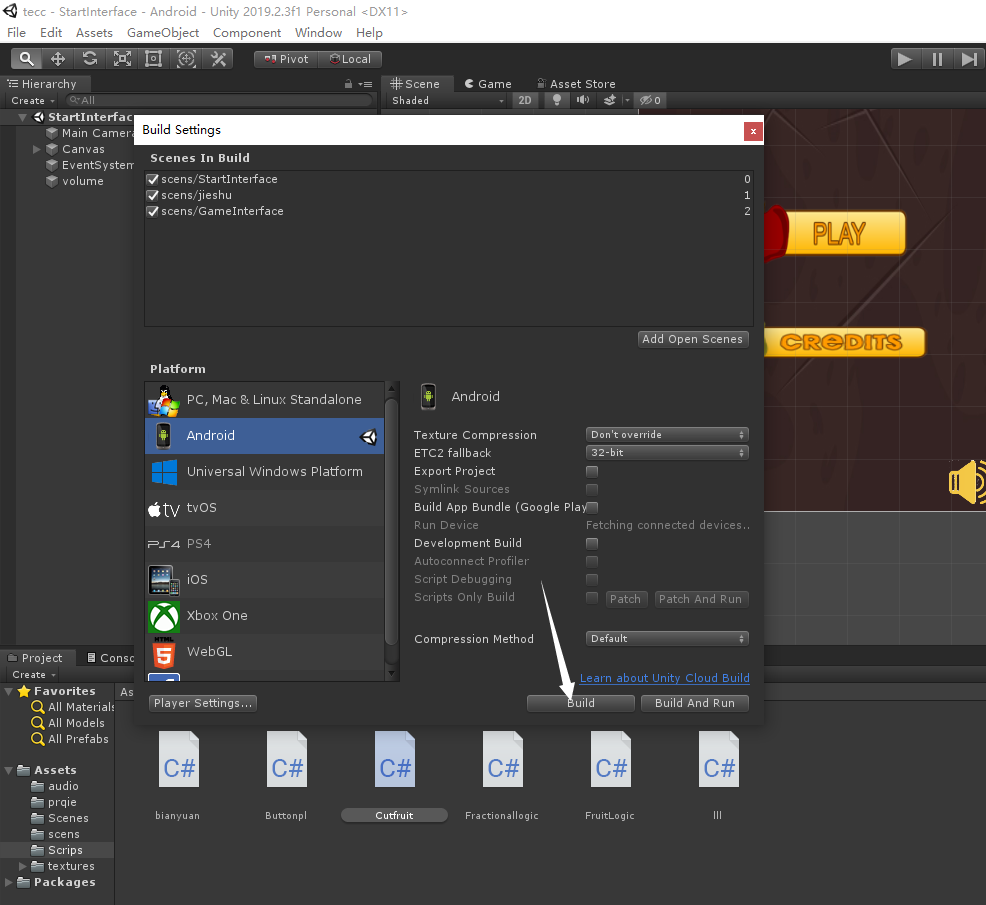 tecc - StartInterface - Android - Unity 2019.2.3f1 Personal <DX11>
File Edit Assets GameObject Component Window Help
Pivot Local
Hierarchy
Scene Game Asset Store
Create All
Shaded 2D 0
StartInterfac
Main Camera
Canvas
EventSystem
volume
Build Settings x
Scenes In Build
scens/StartInterface 0
scens/jieshu 1
scens/GameInterface 2
PLAY
CREDITS
Add Open Scenes
Platform
PC, Mac & Linux Standalone
Android
Universal Windows Platform
tv tvOS
PS4 PS4
iOS
Xbox One
HTML 5 WebGL
Android
Texture Compression Don't override
ETC2 fallback 32-bit
Export Project
Symlink Sources
Build App Bundle (Google Play
Run Device Fetching connected devices..
Development Build
Autoconnect Profiler
Script Debugging
Scripts Only Build Patch Patch And Run
Compression Method Default
Learn about Unity Cloud Build
Player Settings... Build Build And Run
Project Consc
Create
Favorites As
All Materials
All Models
All Prefabs
Assets
audio
prqie
Scenes
scens
Scrips
textures
Packages
C# C# C# C# C# C#
bianyuan Buttonpl Cutfruit Fractionallogic FruitLogic lll